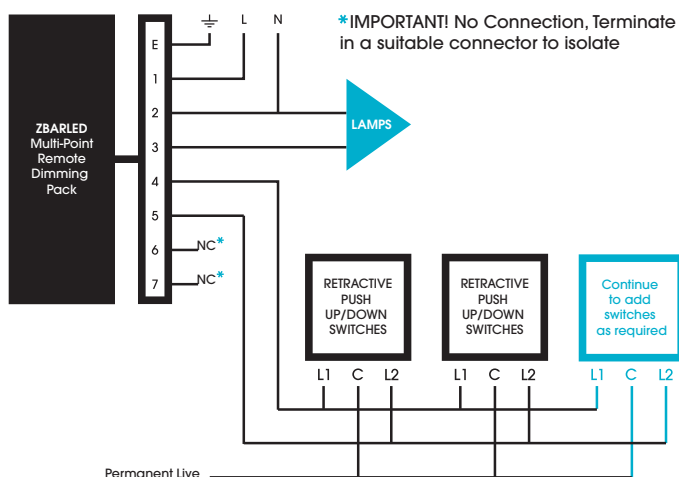 *IMPORTANT! No Connection, Terminate
in a suitable connector to isolate
L N
ZBARLED
Multi-Point
Remote
Dimming
Pack
E
1
2
3
4
5
6
7
LAMPS
NC*
NC*
RETRACTIVE
PUSH
UP/DOWN
SWITCHES
L1 C L2
RETRACTIVE
PUSH
UP/DOWN
SWITCHES
L1 C L2
Continue
to add
switches
as required
L1 C L2
Permanent Live